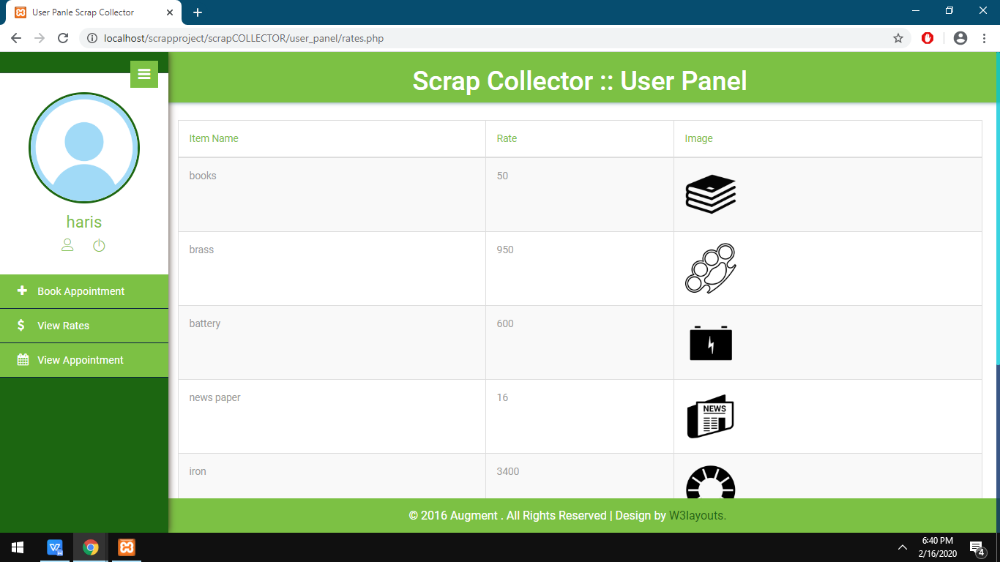 User Panle Scrap Collector
localhost/scrapproject/scrapCOLLECTOR/user_panel/rates.php
Scrap Collector :: User Panel
haris
Book Appointment
View Rates
View Appointment
Item Name Rate Image
books 50
brass 950
battery 600
news paper 16
NEWS
iron 3400
© 2016 Augment . All Rights Reserved | Design by W3layouts.
6:40 PM
2/16/2020
4